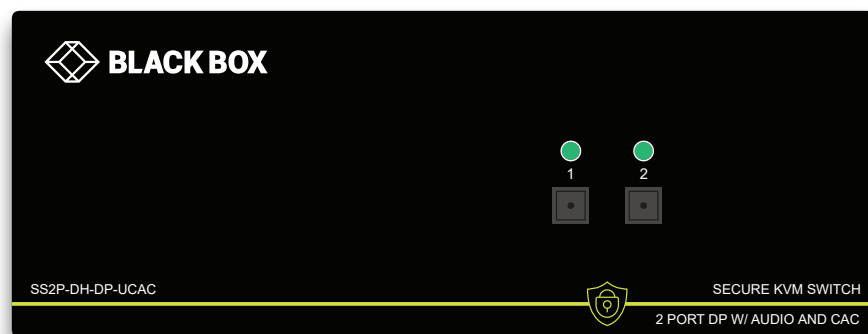 BLACK BOX
1 2
SS2P-DH-DP-UCAC
SECURE KVM SWITCH
2 PORT DP W/ AUDIO AND CAC